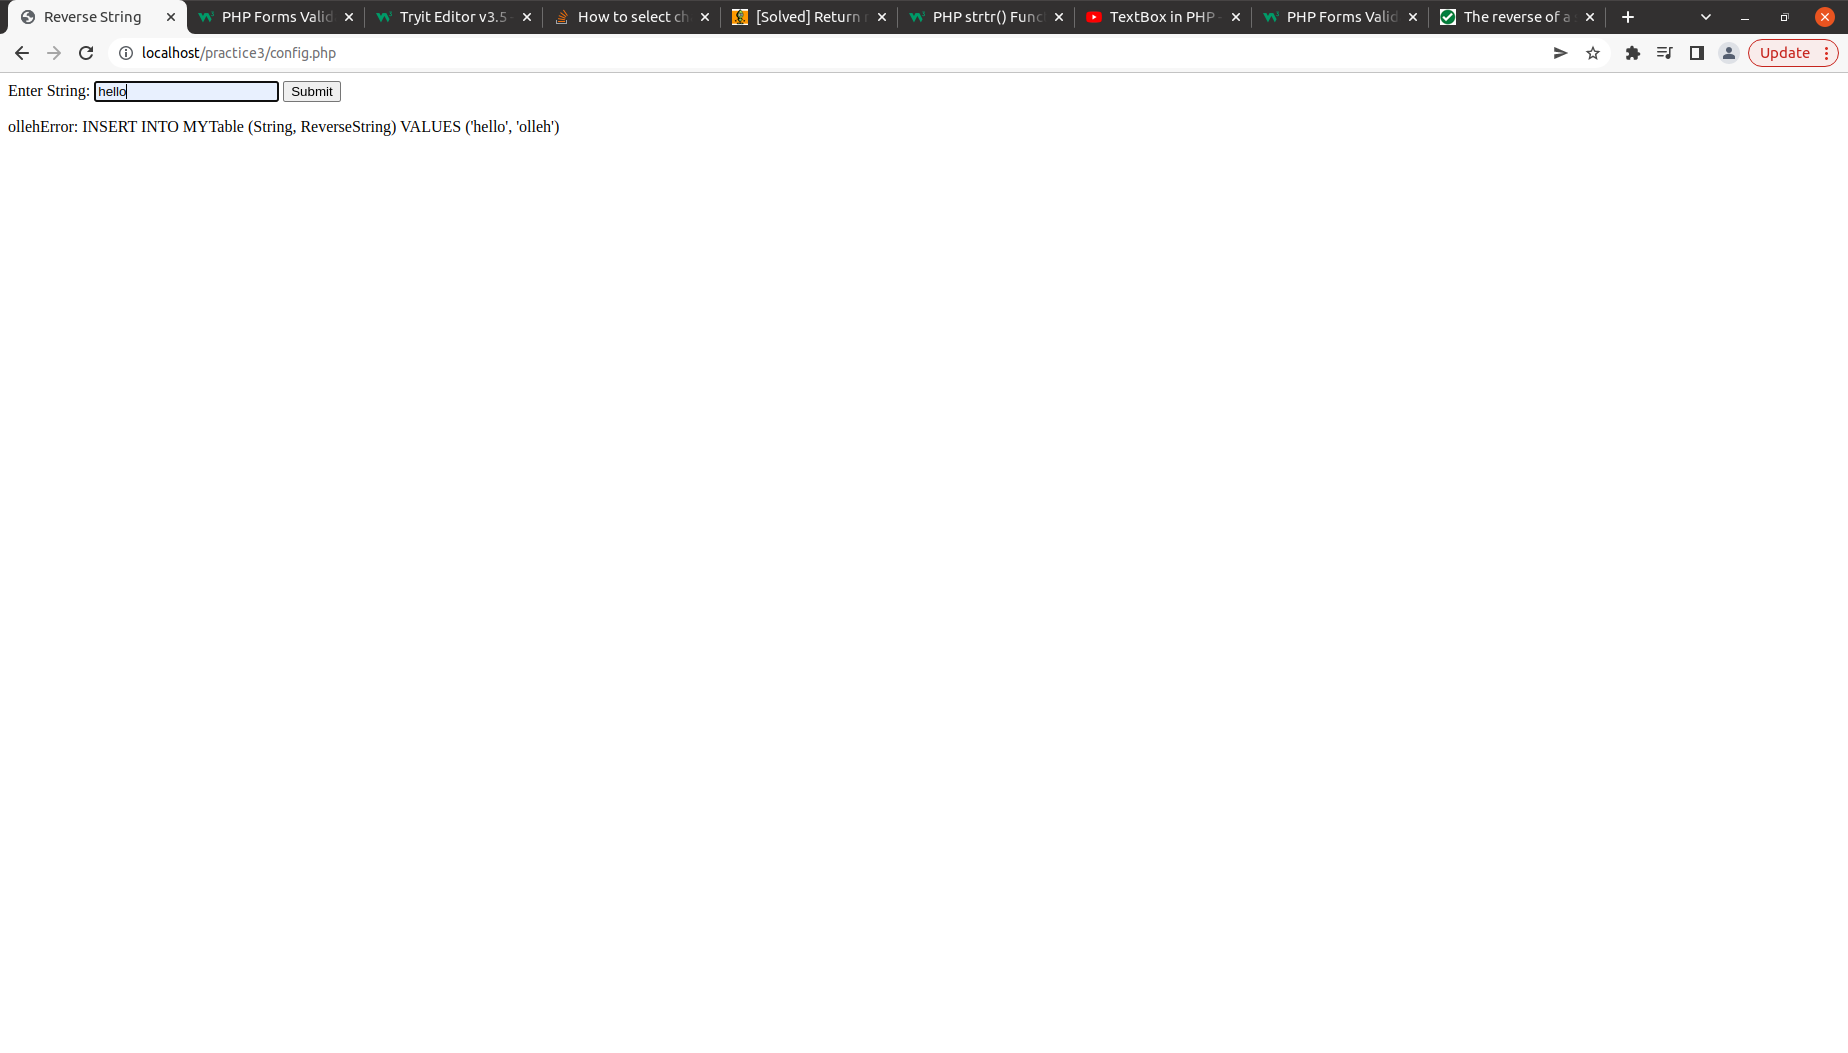 Reverse String
PHP Forms Valid
Tryit Editor v3.5
How to select ch
[Solved] Return
PHP strtr() Func
TextBox in PHP
PHP Forms Valid
The reverse of a
localhost/practice3/config.php
Update
Enter String: hello Submit
ollehError: INSERT INTO MYTable (String, ReverseString) VALUES ('hello', 'olleh')